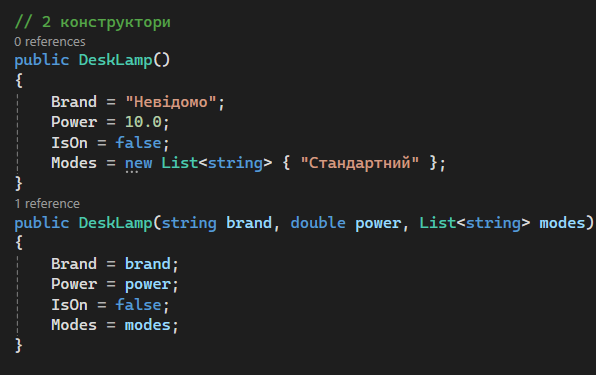 // 2 конструктори
0 references
public DeskLamp()
{
Brand = "Невідомо";
Power = 10.0;
IsOn = false;
Modes = new List<string> { "Стандартний" };
}
1 reference
public DeskLamp(string brand, double power, List<string> modes)
{
Brand = brand;
Power = power;
IsOn = false;
Modes = modes;
}